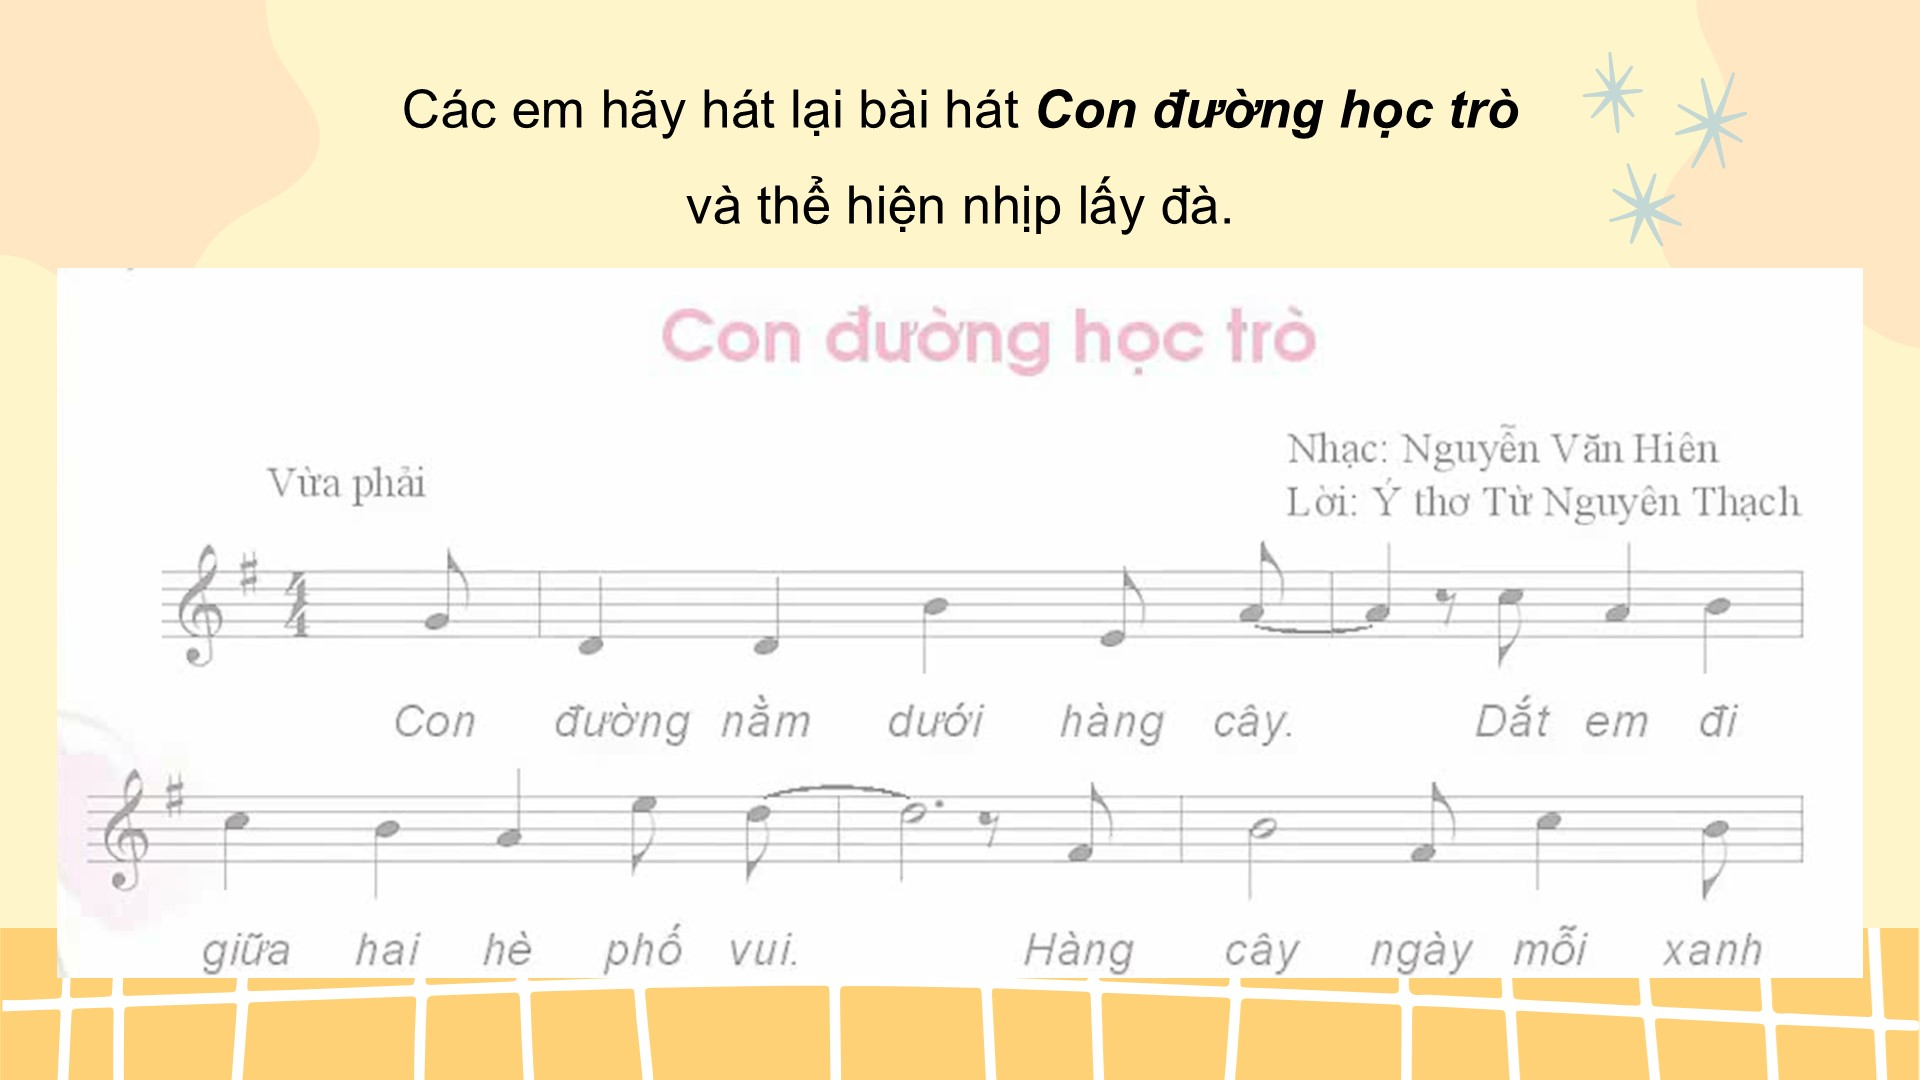 Các em hãy hát lại bài hát Con đường học trò
và thể hiện nhịp lấy đà.
Con đường học trò
Nhạc: Nguyễn Văn Hiên
Vừa phải
Lời: Ý thơ Từ Nguyên Thạch
4
4
Con đường nằm dưới hàng cây. Dắt em đi
giữa hai hè phố vui. Hàng cây ngày mỗi xanh